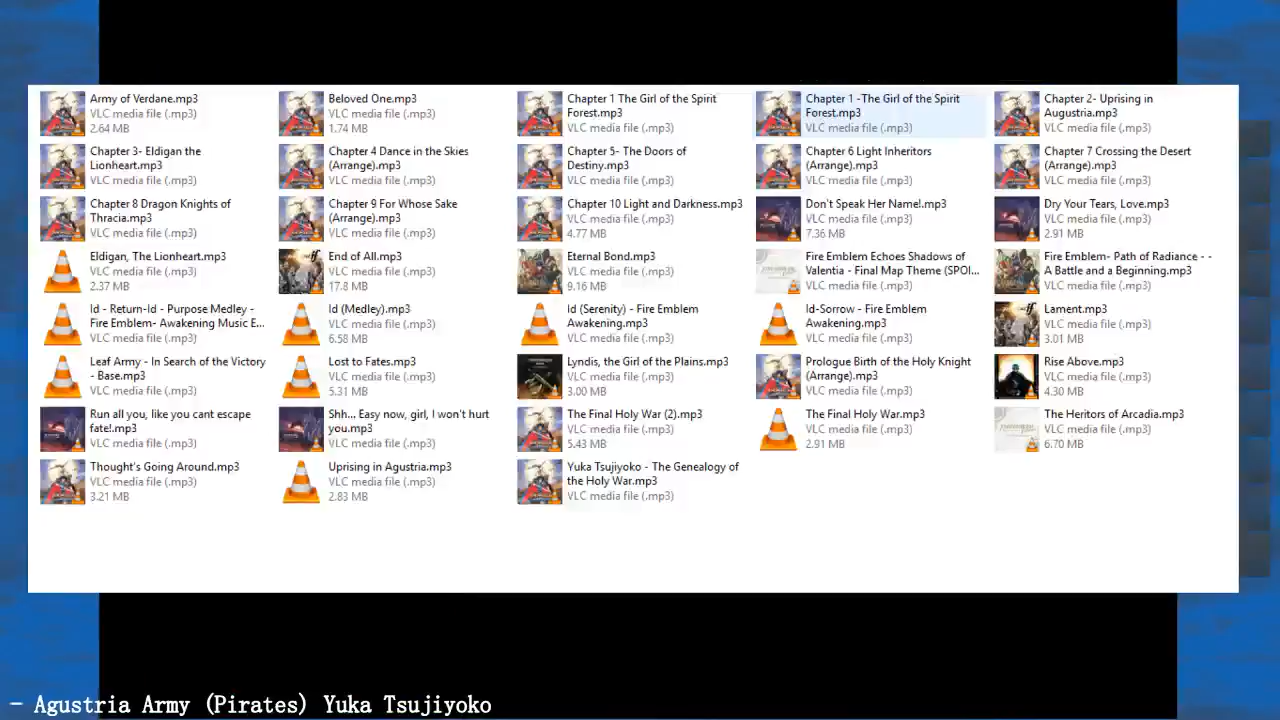 Army of Verdane.mp3
VLC media file (.mp3)
2.64 MB
Beloved One.mp3
VLC media file (.mp3)
1.74 MB
Chapter 1 The Girl of the Spirit
Forest.mp3
VLC media file (.mp3)
Chapter 1 -The Girl of the Spirit
Forest.mp3
VLC media file (.mp3)
Chapter 2- Uprising in
Augustria.mp3
VLC media file (.mp3)
Chapter 3- Eldigan the
Lionheart.mp3
VLC media file (.mp3)
Chapter 4 Dance in the Skies
(Arrange).mp3
VLC media file (.mp3)
Chapter 5- The Doors of
Destiny.mp3
VLC media file (.mp3)
Chapter 6 Light Inheritors
(Arrange).mp3
VLC media file (.mp3)
Chapter 7 Crossing the Desert
(Arrange).mp3
VLC media file (.mp3)
Chapter 8 Dragon Knights of
Thracia.mp3
VLC media file (.mp3)
Chapter 9 For Whose Sake
(Arrange).mp3
VLC media file (.mp3)
Chapter 10 Light and Darkness.mp3
VLC media file (.mp3)
4.77 MB
Don't Speak Her Name!.mp3
VLC media file (.mp3)
7.36 MB
Dry Your Tears, Love.mp3
VLC media file (.mp3)
2.91 MB
Eldigan, The Lionheart.mp3
VLC media file (.mp3)
2.37 MB
End of All.mp3
VLC media file (.mp3)
17.8 MB
Eternal Bond.mp3
VLC media file (.mp3)
9.16 MB
Fire Emblem Echoes Shadows of
Valentia - Final Map Theme (SPOI...
VLC media file (.mp3)
Fire Emblem- Path of Radiance - -
A Battle and a Beginning.mp3
VLC media file (.mp3)
Id - Return-Id - Purpose Medley -
Fire Emblem- Awakening Music E...
VLC media file (.mp3)
Id (Medley).mp3
VLC media file (.mp3)
6.58 MB
Id (Serenity) - Fire Emblem
Awakening.mp3
VLC media file (.mp3)
Id-Sorrow - Fire Emblem
Awakening.mp3
VLC media file (.mp3)
Lament.mp3
VLC media file (.mp3)
3.01 MB
Leaf Army - In Search of the Victory
- Base.mp3
VLC media file (.mp3)
Lost to Fates.mp3
VLC media file (.mp3)
5.31 MB
Lyndis, the Girl of the Plains.mp3
VLC media file (.mp3)
3.00 MB
Prologue Birth of the Holy Knight
(Arrange).mp3
VLC media file (.mp3)
Rise Above.mp3
VLC media file (.mp3)
4.30 MB
Run all you, like you cant escape
fate!.mp3
VLC media file (.mp3)
Shh... Easy now, girl, I won't hurt
you.mp3
VLC media file (.mp3)
The Final Holy War (2).mp3
VLC media file (.mp3)
5.43 MB
The Final Holy War.mp3
VLC media file (.mp3)
2.91 MB
The Heritors of Arcadia.mp3
VLC media file (.mp3)
6.70 MB
Thought's Going Around.mp3
VLC media file (.mp3)
3.21 MB
Uprising in Agustria.mp3
VLC media file (.mp3)
2.83 MB
Yuka Tsujiyoko - The Genealogy of
the Holy War.mp3
VLC media file (.mp3)
- Agustria Army (Pirates) Yuka Tsujiyoko